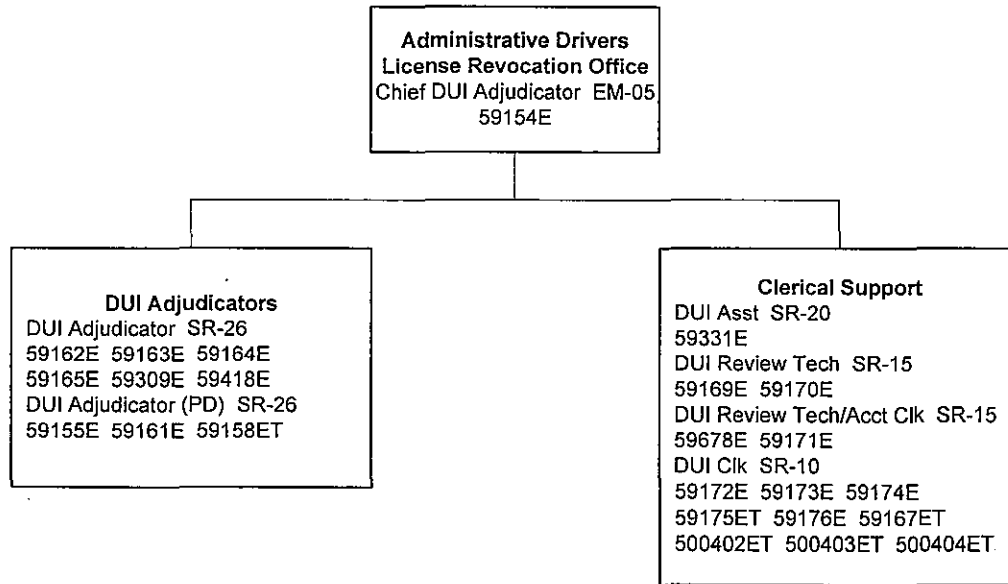 Administrative Drivers
License Revocation Office
Chief DUI Adjudicator EM-05
59154E
DUI Adjudicators
DUI Adjudicator SR-26
59162E 59163E 59164E
59165E 59309E 59418E
DUI Adjudicator (PD) SR-26
59155E 59161E 59158ET
Clerical Support
DUI Asst SR-20
59331E
DUI Review Tech SR-15
59169E 59170E
DUI Review Tech/Acct Clk SR-15
59678E 59171E
DUI Clk SR-10
59172E 59173E 59174E
59175ET 59176E 59167ET
500402ET 500403ET 500404ET